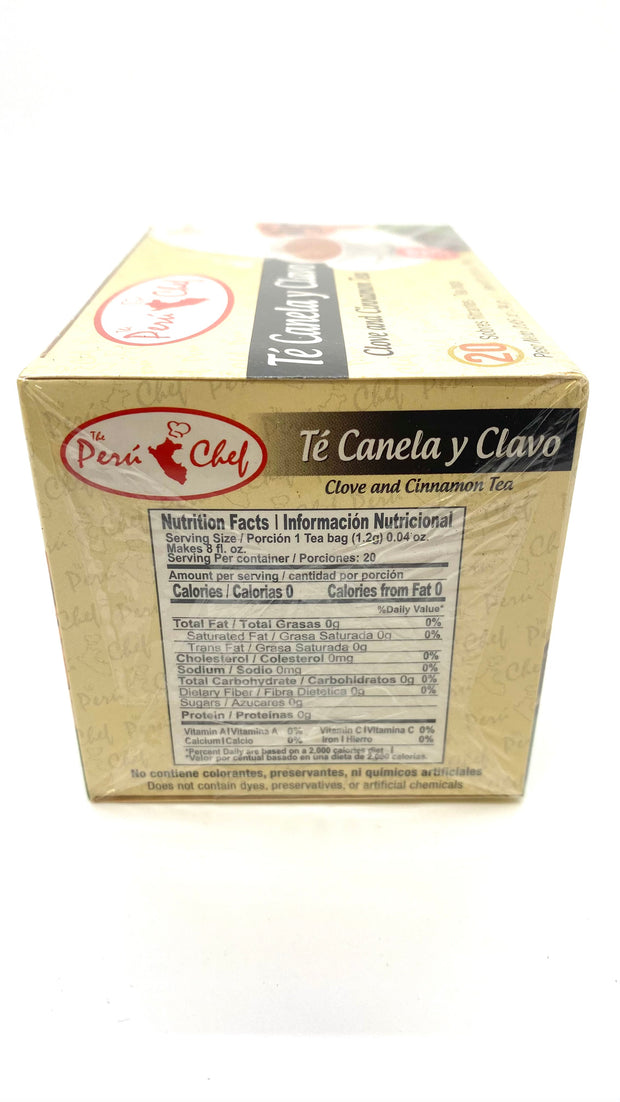 The
Perú Chef
Té Canela y Clavo
Clove and Cinnamon Tea
20 Sobres
The
Perú Chef
Té Canela y Clavo
Clove and Cinnamon Tea
Nutrition Facts | Información Nutricional
Serving Size / Porción 1 Tea bag (1.2g) 0.04 oz.
Makes 8 fl. oz.
Serving Per container / Porciones: 20
Amount per serving / cantidad por porción
Calories / Calorias 0 Calories from Fat 0
%Daily Value*
Total Fat / Total Grasas 0g 0%
Saturated Fat / Grasa Saturada 0g 0%
Trans Fat / Grasa Saturada 0g
Cholesterol / Colesterol 0mg 0%
Sodium / Sodio 0mg 0%
Total Carbohydrate / Carbohidratos 0g 0%
Dietary Fiber / Fibra Dietetica 0g 0%
Sugars / Azucares 0g
Protein / Proteinas 0g
Vitamin A | Vitamina A 0% Vitamin C | Vitamina C 0%
Calcium | Calcio 0% Iron | Hierro 0%
*Percent Daily are based on a 2,000 calories diet |
*Valor por centual basado en una dieta de 2,000 calorias.
No contiene colorantes, preservantes, ni quimicos artificiales
Does not contain dyes, preservatives, or artificial chemicals